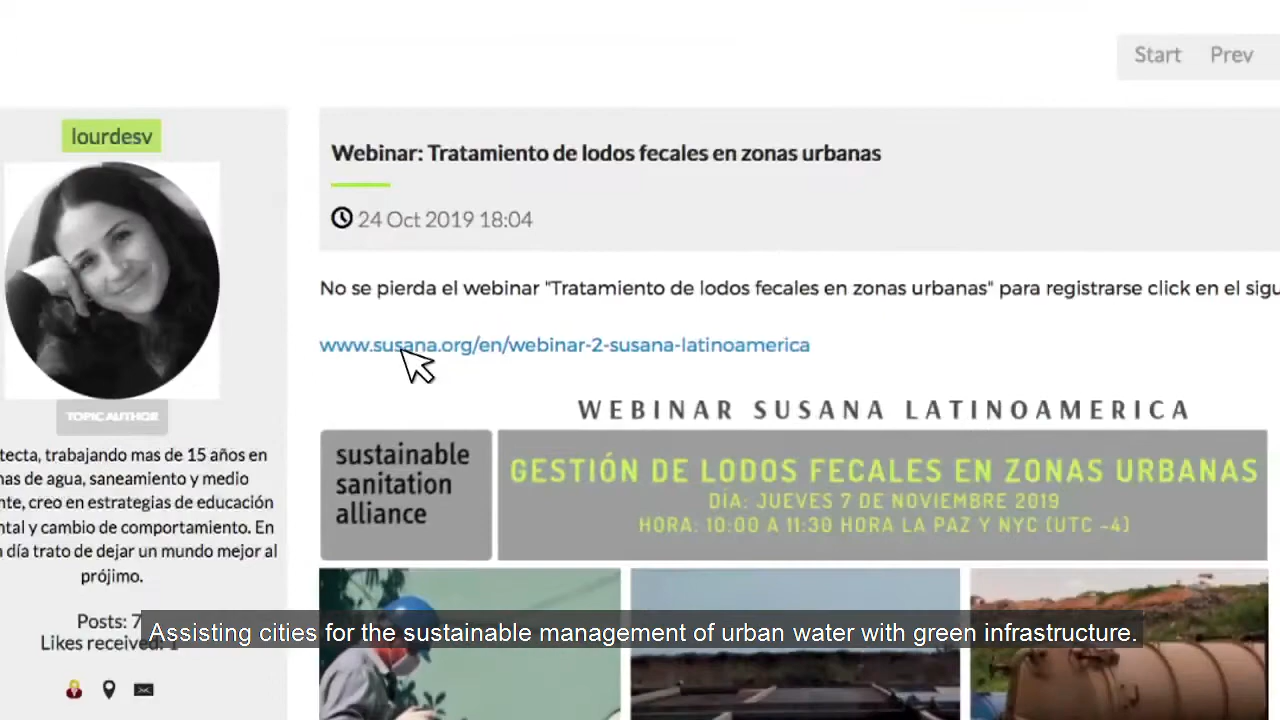 Start Prev
lourdesv
TOPIC AUTHOR
tecta, trabajando mas de 15 años en
nas de agua, saneamiento y medio
nte, creo en estrategias de educación
ntal y cambio de comportamiento. En
a día trato de dejar un mundo mejor al
prójimo.
Posts: 7
Likes received: 1
Webinar: Tratamiento de lodos fecales en zonas urbanas
24 Oct 2019 18:04
No se pierda el webinar "Tratamiento de lodos fecales en zonas urbanas" para registrarse click en el sigu
www.susana.org/en/webinar-2-susana-latinoamerica
WEBINAR SUSANA LATINOAMERICA
sustainable
sanitation
alliance
GESTIÓN DE LODOS FECALES EN ZONAS URBANAS
DÍA: JUEVES 7 DE NOVIEMBRE 2019
HORA: 10:00 A 11:30 HORA LA PAZ Y NYC (UTC -4)
Assisting cities for the sustainable management of urban water with green infrastructure.